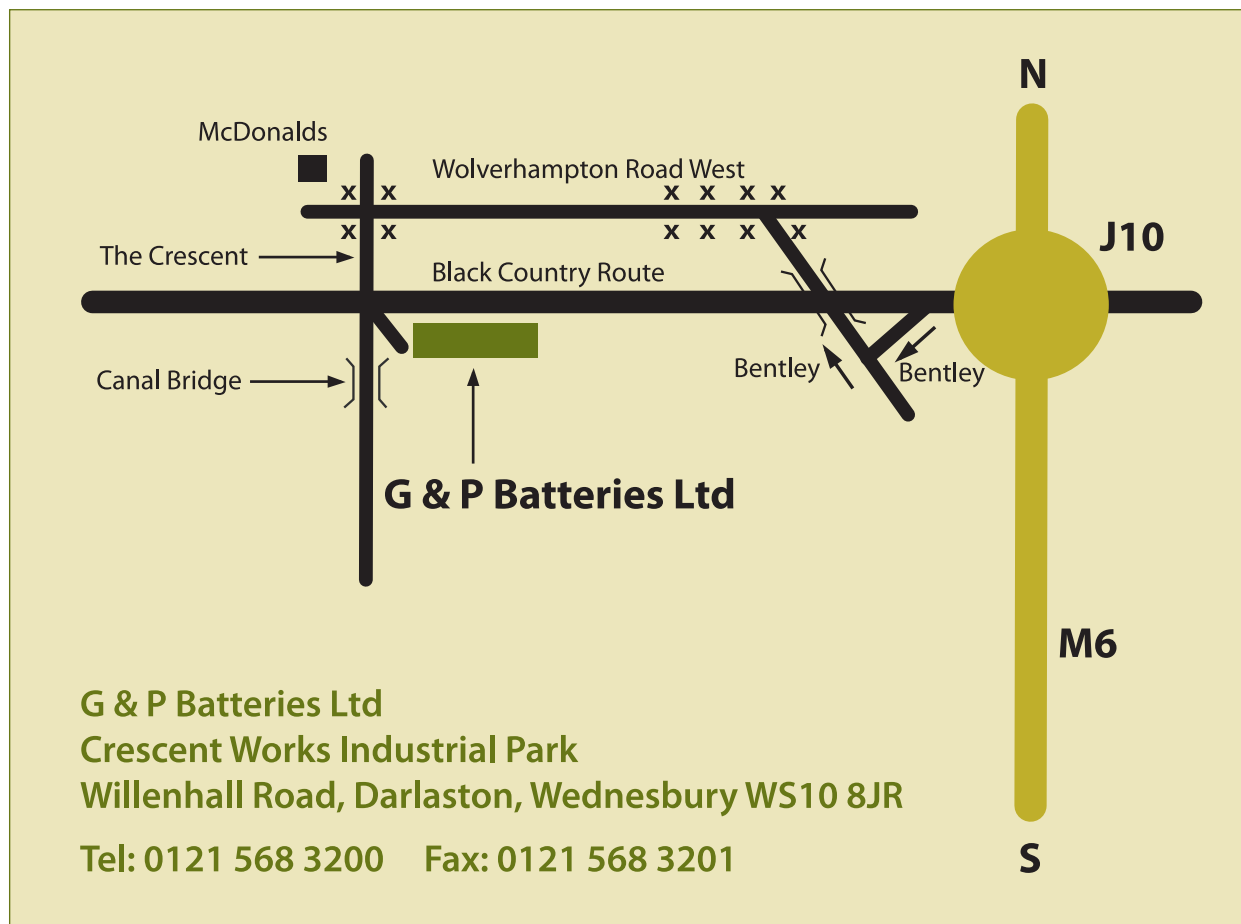 N
McDonalds
Wolverhampton Road West
x x x x x x
x x x x x x
J10
The Crescent
Black Country Route
Canal Bridge
Bentley
Bentley
G & P Batteries Ltd
M6
G & P Batteries Ltd
Crescent Works Industrial Park
Willenhall Road, Darlaston, Wednesbury WS10 8JR
Tel: 0121 568 3200 Fax: 0121 568 3201
S